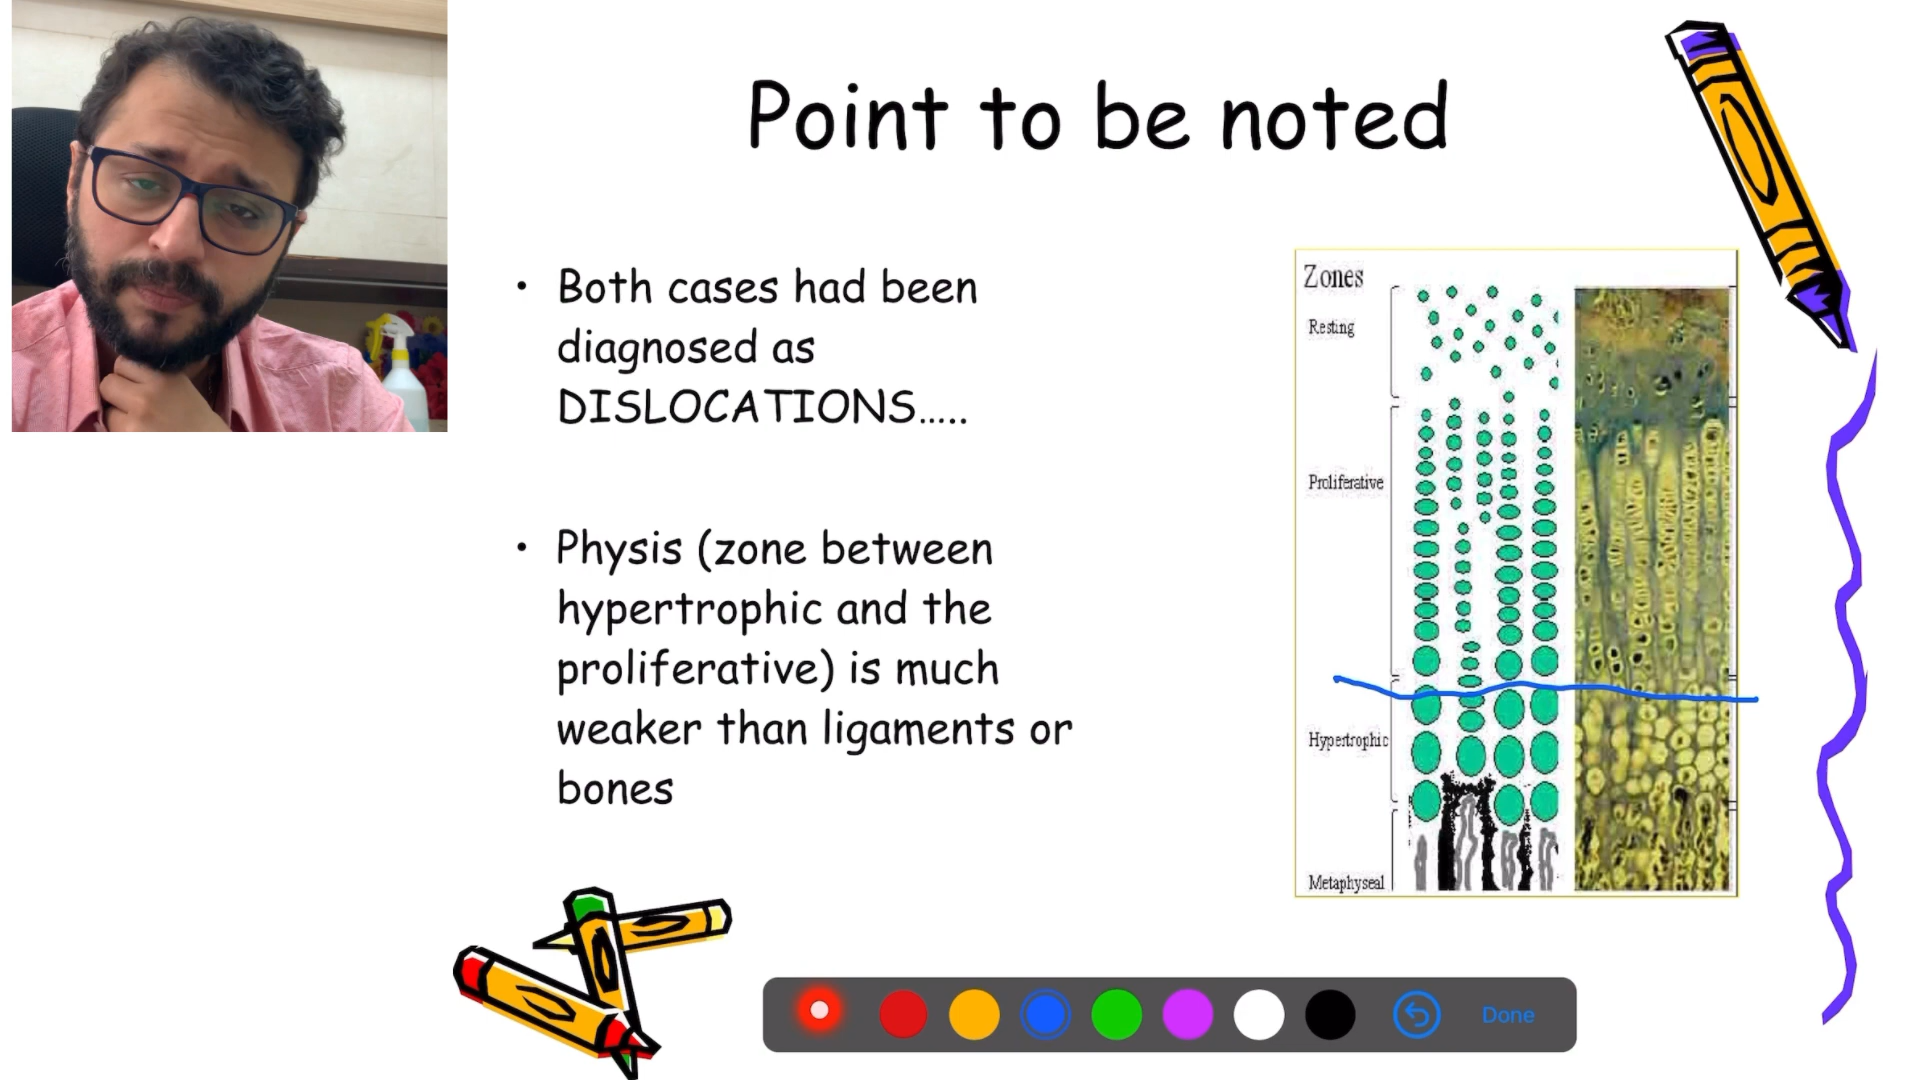 Point to be noted
• Both cases had been
diagnosed as
DISLOCATIONS.....
• Physis (zone between
hypertrophic and the
proliferative) is much
weaker than ligaments or
bones
Zones
Resting
Proliferative
Hypertrophic
Metaphyseal
Done